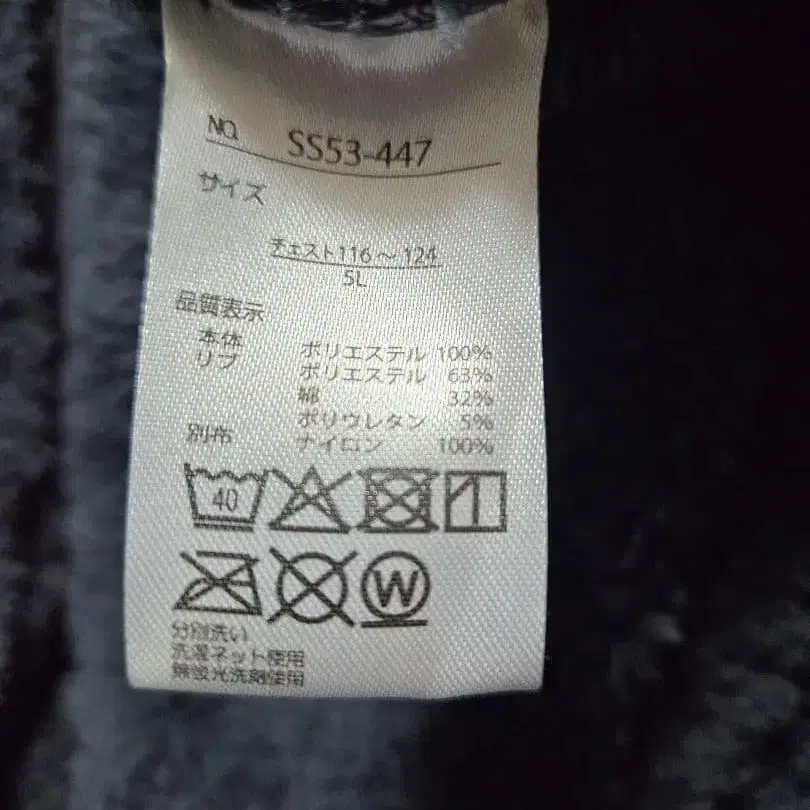 NO. SS53-447
サイズ
チェスト116～124
5L
品質表示
本体 ポリエステル 100%
リブ ポリエステル 63%
綿 32%
ポリウレタン 5%
別布 ナイロン 100%
40
W
分別洗い
洗濯ネット使用
無蛍光洗剤使用